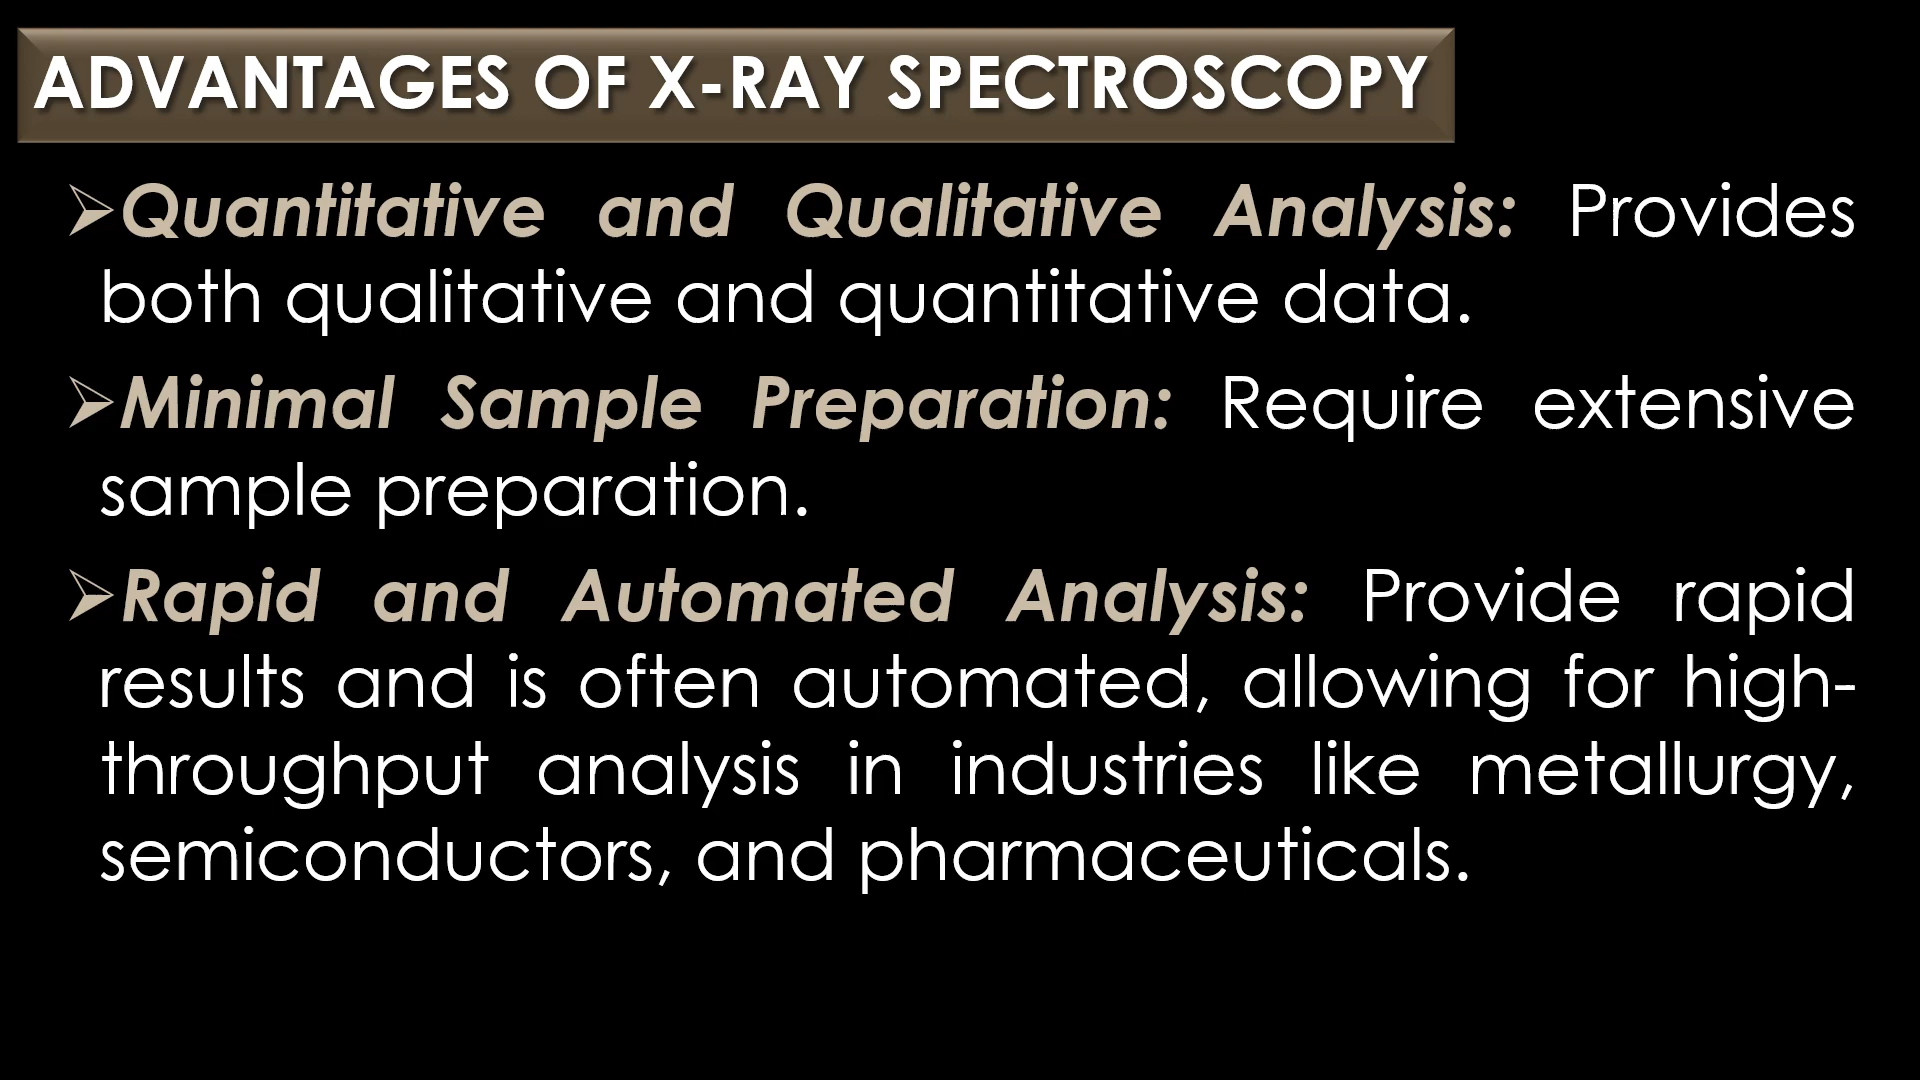 ADVANTAGES OF X-RAY SPECTROSCOPY
➢Quantitative and Qualitative Analysis: Provides
both qualitative and quantitative data.
➢Minimal Sample Preparation: Require extensive
sample preparation.
➢Rapid and Automated Analysis: Provide rapid
results and is often automated, allowing for high-
throughput analysis in industries like metallurgy,
semiconductors, and pharmaceuticals.